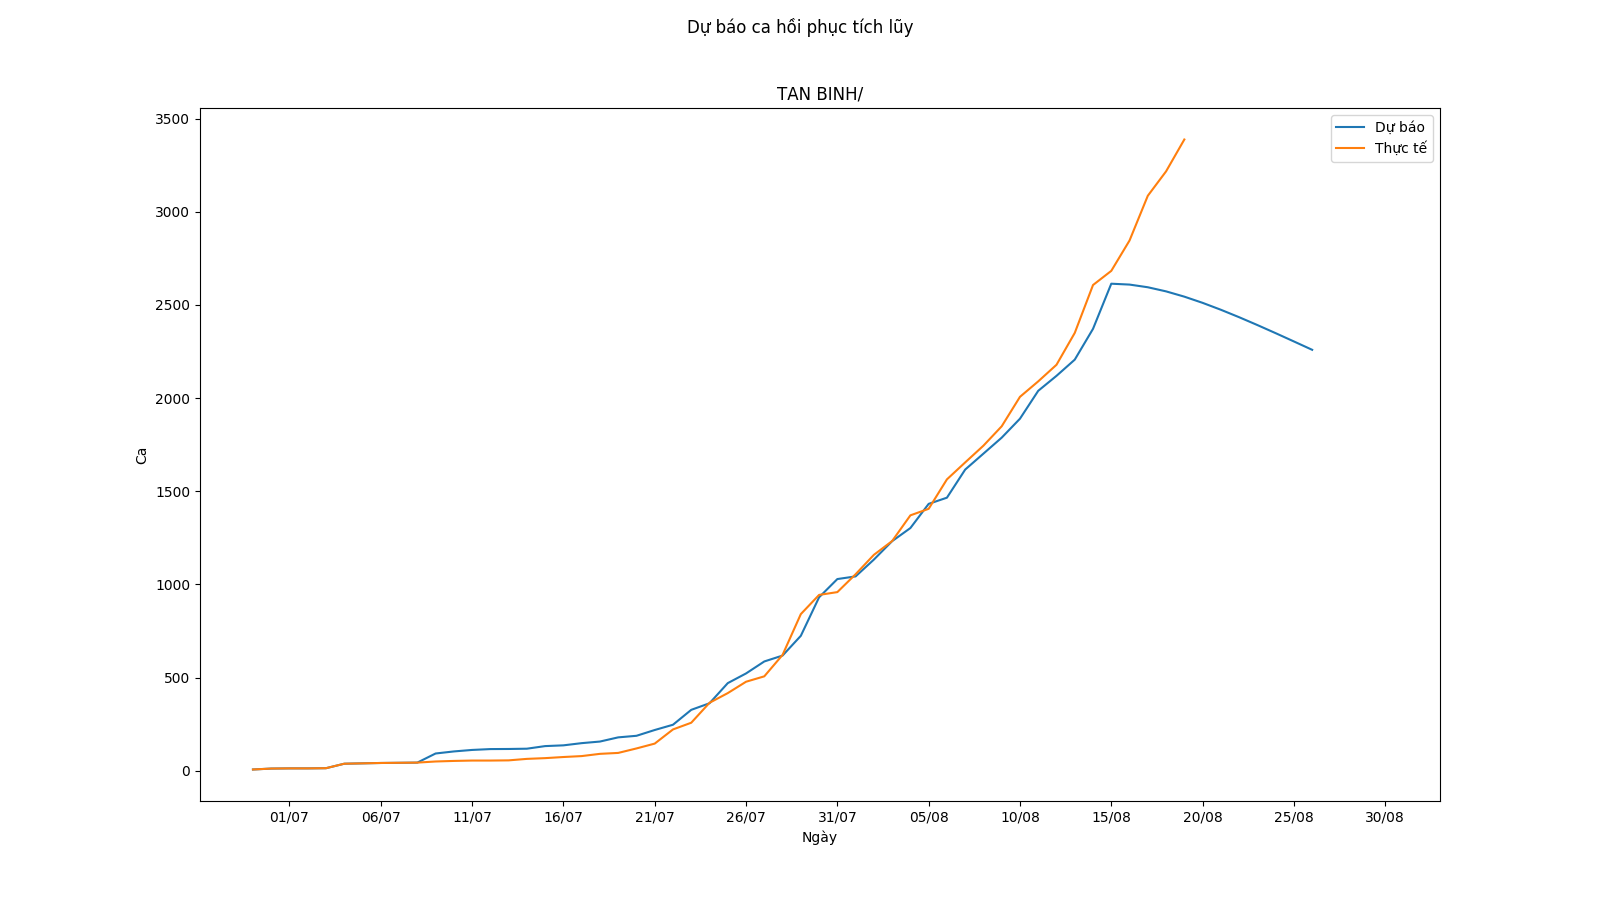 Dự báo ca hồi phục tích lũy
TAN BINH/
Dự báo
Thực tế
3500
3000
2500
2000
1500
1000
500
0
Ca
01/07 06/07 11/07 16/07 21/07 26/07 31/07 05/08 10/08 15/08 20/08 25/08 30/08
Ngày